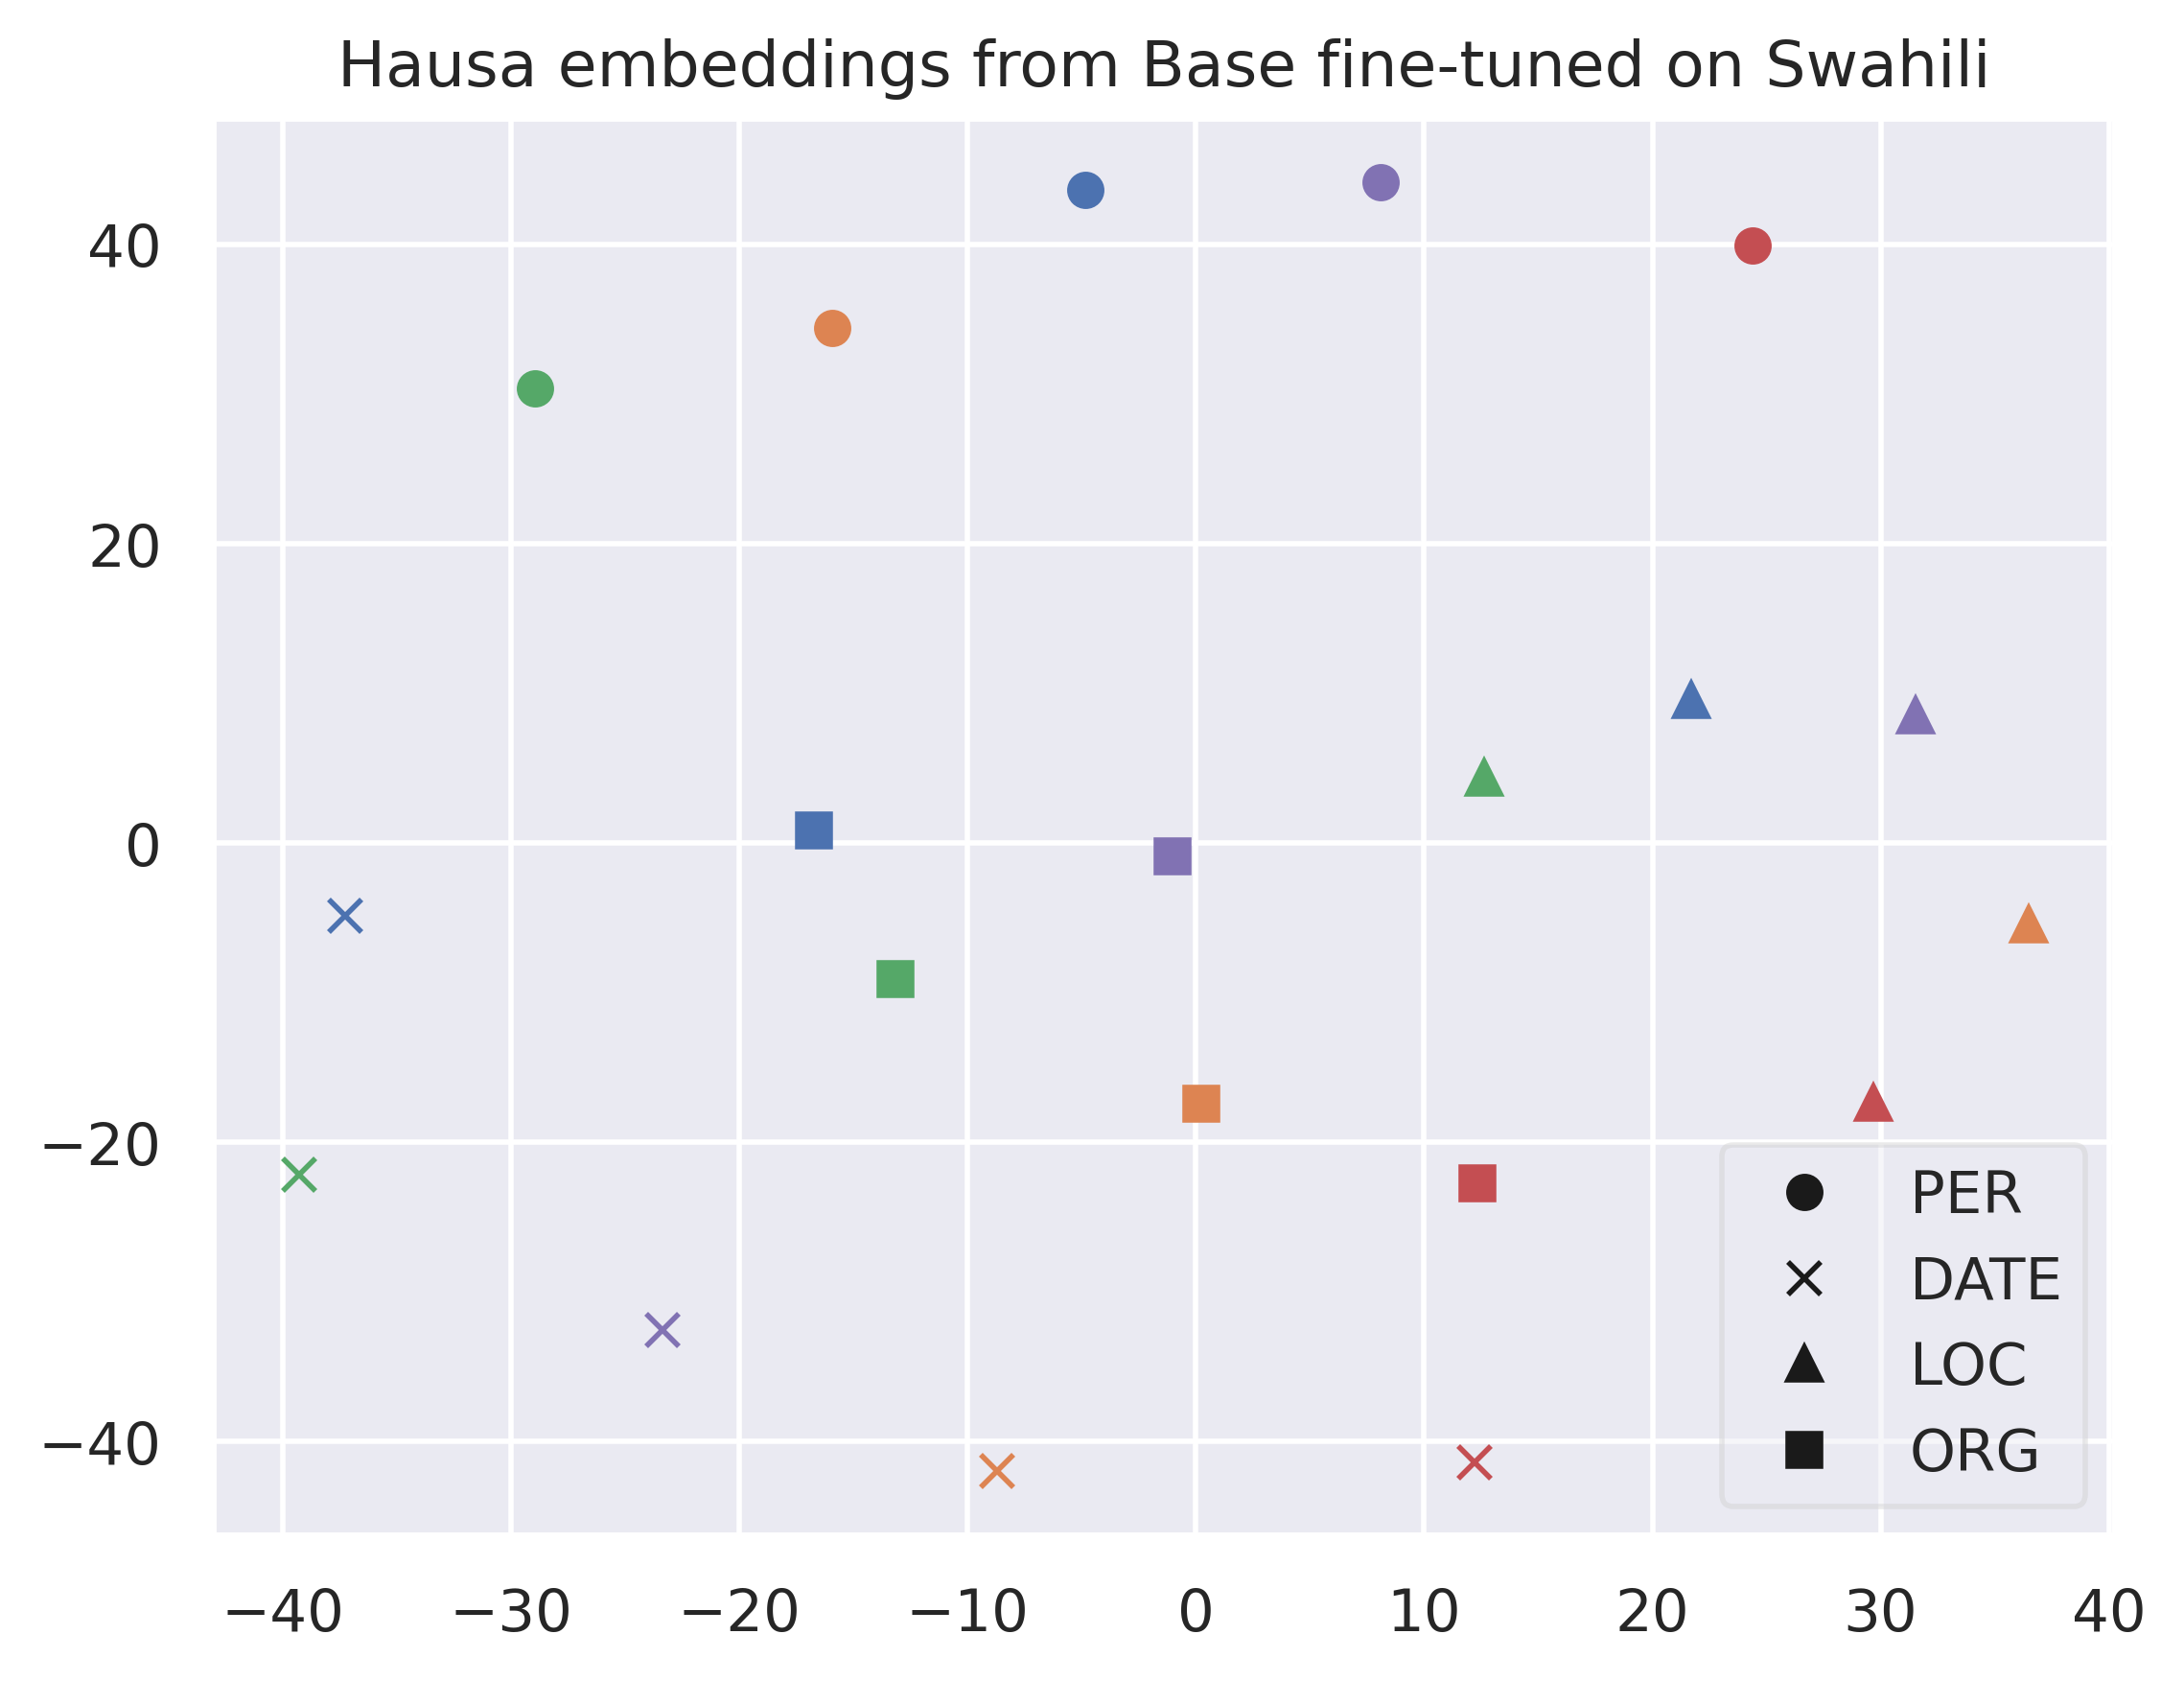 Hausa embeddings from Base fine-tuned on Swahili
40
20
0
−20
−40
PER
DATE
LOC
ORG
−40 −30 −20 −10 0 10 20 30 40